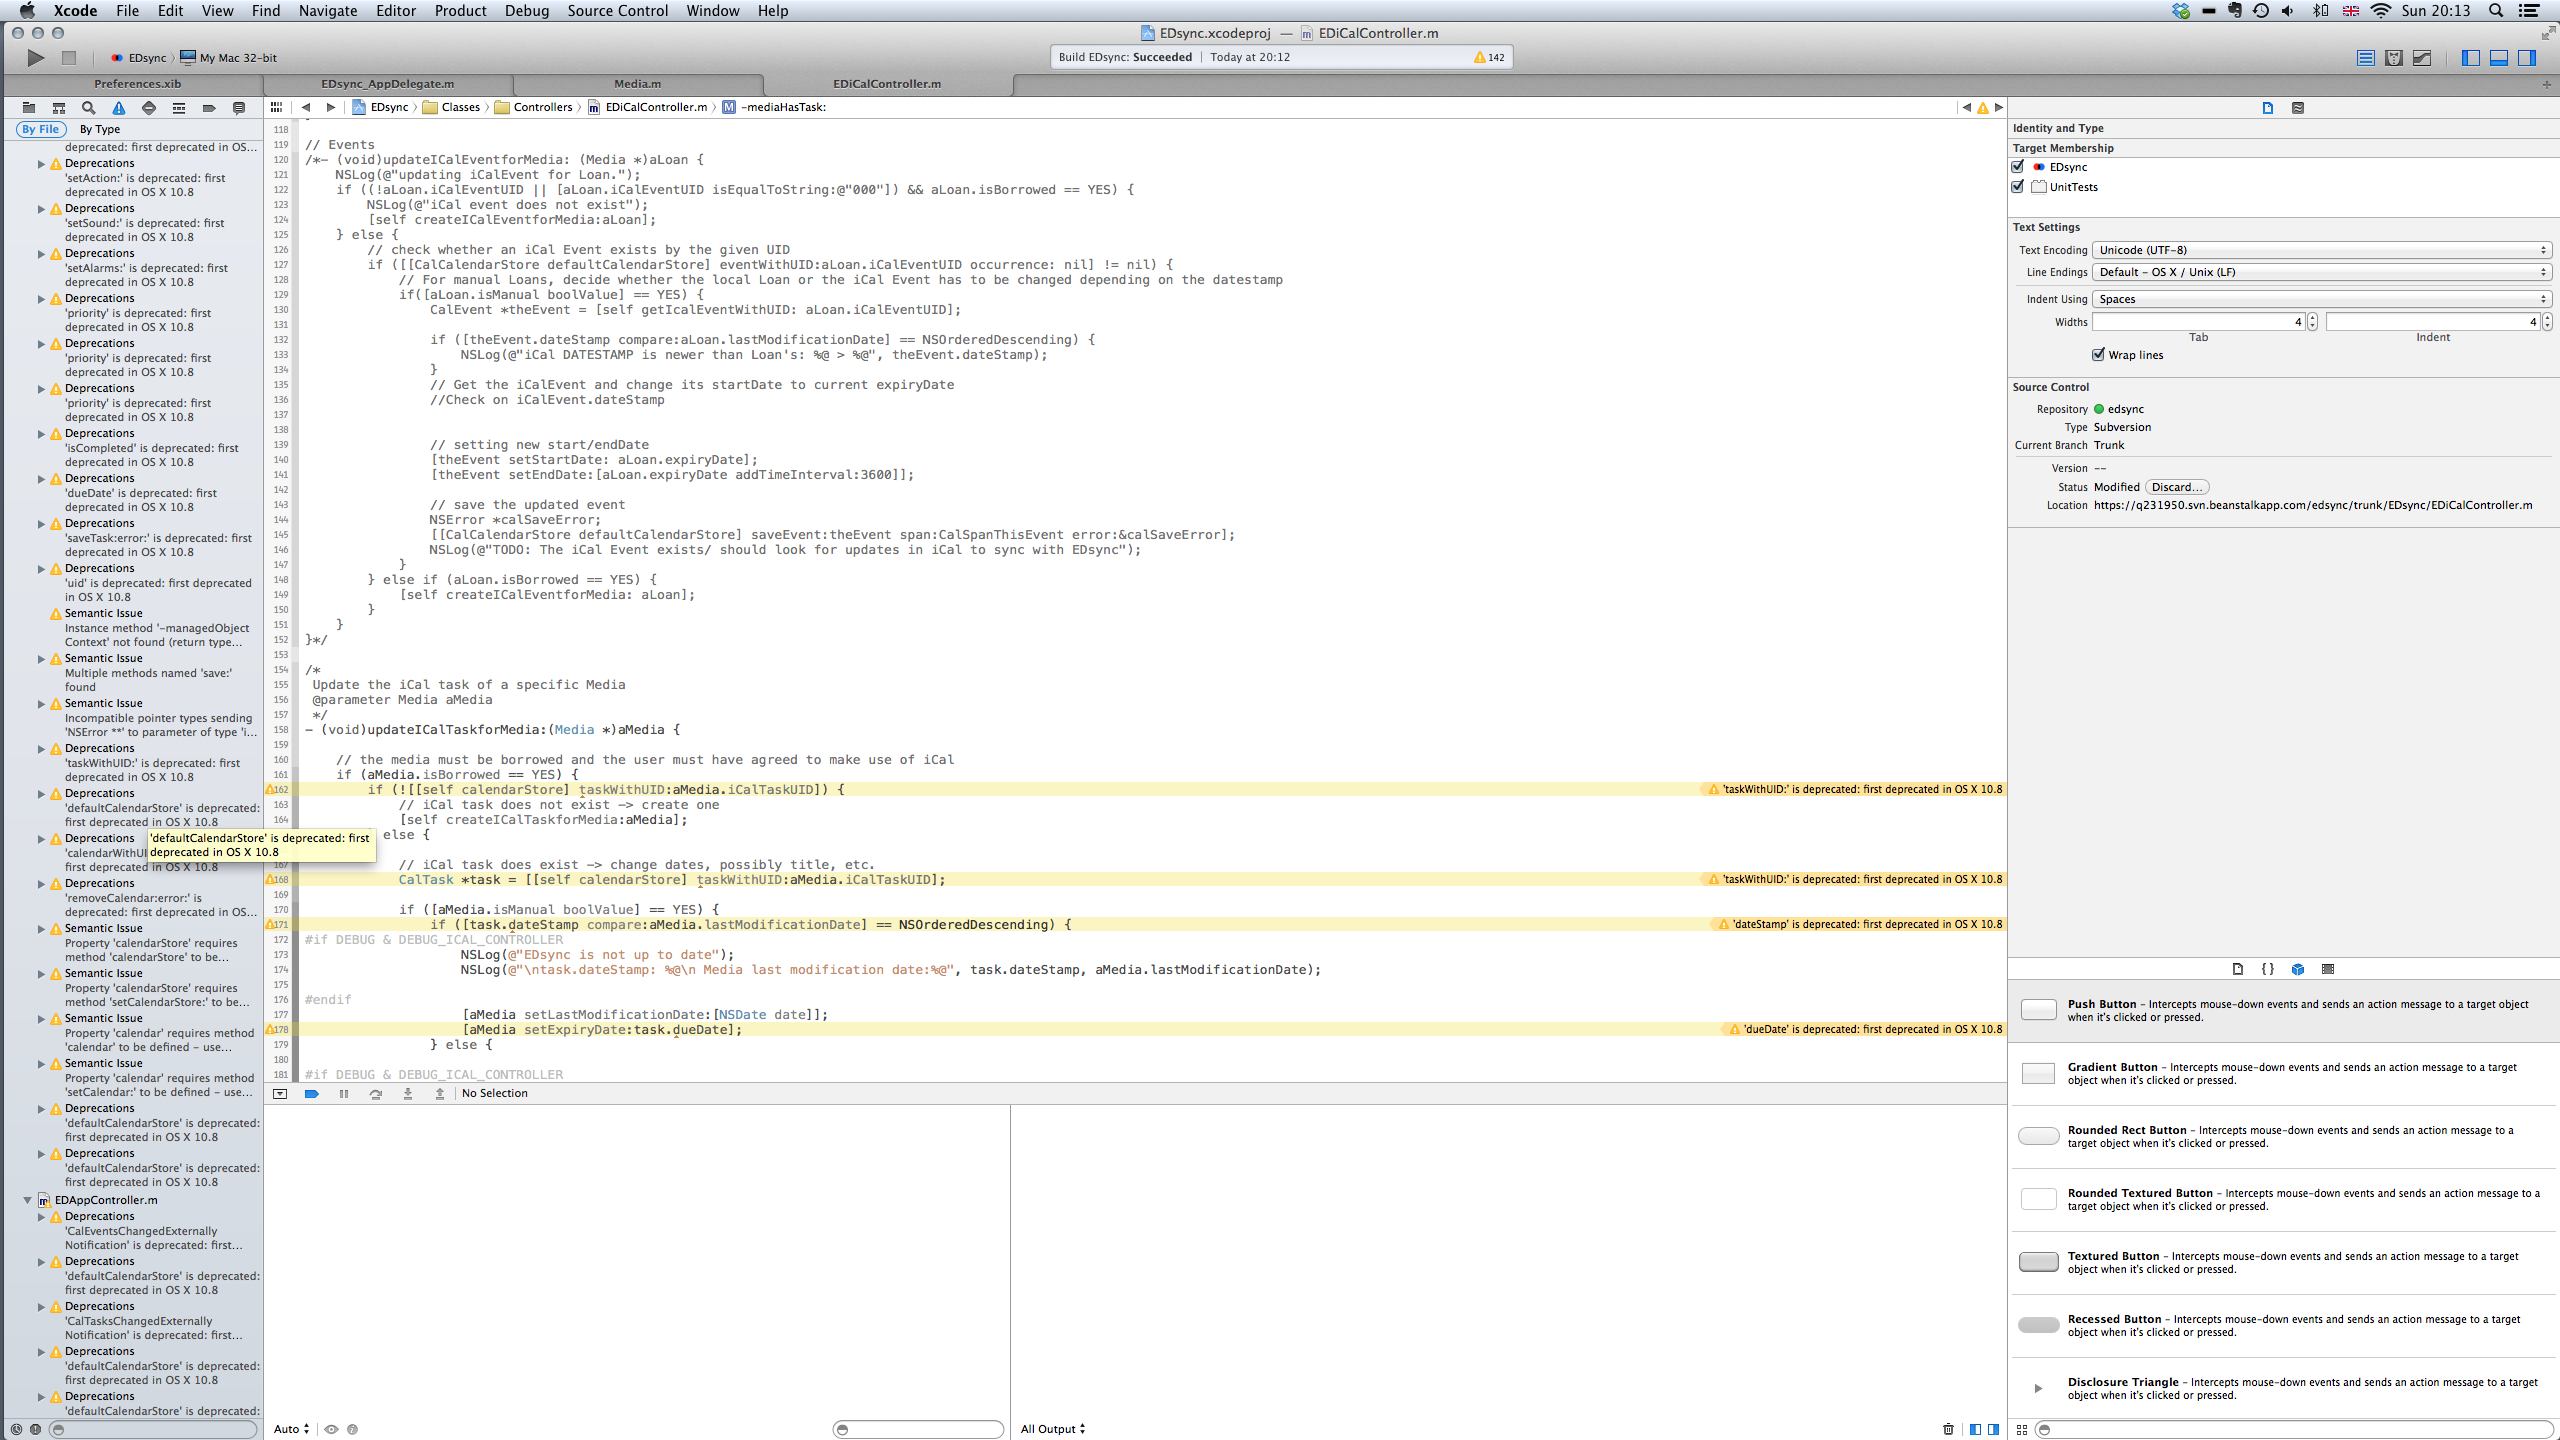 Xcode File Edit View Find Navigate Editor Product Debug Source Control Window Help
Sun 20:13
EDsync.xcodeproj — EDiCalController.m
EDsync My Mac 32-bit
Build EDsync: Succeeded | Today at 20:12
142
Preferences.xib
EDsync_AppDelegate.m
Media.m
EDiCalController.m
EDsync Classes Controllers EDiCalController.m M -mediaHasTask:
By File By Type
deprecated: first deprecated in OS...
Deprecations
'setAction:' is deprecated: first
deprecated in OS X 10.8
Deprecations
'setSound:' is deprecated: first
deprecated in OS X 10.8
Deprecations
'setAlarms:' is deprecated: first
deprecated in OS X 10.8
Deprecations
'priority' is deprecated: first
deprecated in OS X 10.8
Deprecations
'priority' is deprecated: first
deprecated in OS X 10.8
Deprecations
'priority' is deprecated: first
deprecated in OS X 10.8
Deprecations
'isCompleted' is deprecated: first
deprecated in OS X 10.8
Deprecations
'dueDate' is deprecated: first
deprecated in OS X 10.8
Deprecations
'saveTask:error:' is deprecated: first
deprecated in OS X 10.8
Deprecations
'uid' is deprecated: first deprecated
in OS X 10.8
Semantic Issue
Instance method '-managedObject
Context' not found (return type...
Semantic Issue
Multiple methods named 'save:'
found
Semantic Issue
Incompatible pointer types sending
'NSError **' to parameter of type 'i...
Deprecations
'taskWithUID:' is deprecated: first
deprecated in OS X 10.8
Deprecations
'defaultCalendarStore' is deprecated:
first deprecated in OS X 10.8
Deprecations
'calendarWithUI
first deprecated in OS X 10.8
'defaultCalendarStore' is deprecated: first
deprecated in OS X 10.8
Deprecations
'removeCalendar:error:' is
deprecated: first deprecated in OS...
Semantic Issue
Property 'calendarStore' requires
method 'calendarStore' to be...
Semantic Issue
Property 'calendarStore' requires
method 'setCalendarStore:' to be...
Semantic Issue
Property 'calendar' requires method
'calendar' to be defined - use...
Semantic Issue
Property 'calendar' requires method
'setCalendar:' to be defined - use...
Deprecations
'defaultCalendarStore' is deprecated:
first deprecated in OS X 10.8
Deprecations
'defaultCalendarStore' is deprecated:
first deprecated in OS X 10.8
EDAppController.m
Deprecations
'CalEventsChangedExternally
Notification' is deprecated: first...
Deprecations
'defaultCalendarStore' is deprecated:
first deprecated in OS X 10.8
Deprecations
'CalTasksChangedExternally
Notification' is deprecated: first...
Deprecations
'defaultCalendarStore' is deprecated:
first deprecated in OS X 10.8
Deprecations
'defaultCalendarStore' is deprecated:
118
119 // Events
120 /*- (void)updateICalEventforMedia: (Media *)aLoan {
121 NSLog(@"updating iCalEvent for Loan.");
122 if ((!aLoan.iCalEventUID || [aLoan.iCalEventUID isEqualToString:@"000"]) && aLoan.isBorrowed == YES) {
123 NSLog(@"iCal event does not exist");
124 [self createICalEventforMedia:aLoan];
125 } else {
126 // check whether an iCal Event exists by the given UID
127 if ([[CalCalendarStore defaultCalendarStore] eventWithUID:aLoan.iCalEventUID occurrence: nil] != nil) {
128 // For manual Loans, decide whether the local Loan or the iCal Event has to be changed depending on the datestamp
129 if([aLoan.isManual boolValue] == YES) {
130 CalEvent *theEvent = [self getIcalEventWithUID: aLoan.iCalEventUID];
131
132 if ([theEvent.dateStamp compare:aLoan.lastModificationDate] == NSOrderedDescending) {
133 NSLog(@"iCal DATESTAMP is newer than Loan's: %@ > %@", theEvent.dateStamp);
134 }
135 // Get the iCalEvent and change its startDate to current expiryDate
136 //Check on iCalEvent.dateStamp
137
138
139 // setting new start/endDate
140 [theEvent setStartDate: aLoan.expiryDate];
141 [theEvent setEndDate:[aLoan.expiryDate addTimeInterval:3600]];
142
143 // save the updated event
144 NSError *calSaveError;
145 [[CalCalendarStore defaultCalendarStore] saveEvent:theEvent span:CalSpanThisEvent error:&calSaveError];
146 NSLog(@"TODO: The iCal Event exists/ should look for updates in iCal to sync with EDsync");
147 }
148 } else if (aLoan.isBorrowed == YES) {
149 [self createICalEventforMedia: aLoan];
150 }
151 }
152 }*/
153
154 /*
155 Update the iCal task of a specific Media
156 @parameter Media aMedia
157 */
158 - (void)updateICalTaskforMedia:(Media *)aMedia {
159
160 // the media must be borrowed and the user must have agreed to make use of iCal
161 if (aMedia.isBorrowed == YES) {
162 if (![[self calendarStore] taskWithUID:aMedia.iCalTaskUID]) { 'taskWithUID:' is deprecated: first deprecated in OS X 10.8
163 // iCal task does not exist -> create one
164 [self createICalTaskforMedia:aMedia];
else {
167 // iCal task does exist -> change dates, possibly title, etc.
168 CalTask *task = [[self calendarStore] taskWithUID:aMedia.iCalTaskUID]; 'taskWithUID:' is deprecated: first deprecated in OS X 10.8
169
170 if ([aMedia.isManual boolValue] == YES) {
171 if ([task.dateStamp compare:aMedia.lastModificationDate] == NSOrderedDescending) { 'dateStamp' is deprecated: first deprecated in OS X 10.8
172 #if DEBUG & DEBUG_ICAL_CONTROLLER
173 NSLog(@"EDsync is not up to date");
174 NSLog(@"\ntask.dateStamp: %@\n Media last modification date:%@", task.dateStamp, aMedia.lastModificationDate);
175
176 #endif
177 [aMedia setLastModificationDate:[NSDate date]];
178 [aMedia setExpiryDate:task.dueDate]; 'dueDate' is deprecated: first deprecated in OS X 10.8
179 } else {
180
181 #if DEBUG & DEBUG_ICAL_CONTROLLER
No Selection
Auto
All Output
Identity and Type
Target Membership
EDsync
UnitTests
Text Settings
Text Encoding Unicode (UTF-8)
Line Endings Default - OS X / Unix (LF)
Indent Using Spaces
Widths 4 4
Tab Indent
Wrap lines
Source Control
Repository edsync
Type Subversion
Current Branch Trunk
Version --
Status Modified Discard...
Location https://q231950.svn.beanstalkapp.com/edsync/trunk/EDsync/EDiCalController.m
Push Button - Intercepts mouse-down events and sends an action message to a target object
when it's clicked or pressed.
Gradient Button - Intercepts mouse-down events and sends an action message to a target
object when it's clicked or pressed.
Rounded Rect Button - Intercepts mouse-down events and sends an action message to a
target object when it's clicked or pressed.
Rounded Textured Button - Intercepts mouse-down events and sends an action message to a
target object when it's clicked or pressed.
Textured Button - Intercepts mouse-down events and sends an action message to a target
object when it's clicked or pressed.
Recessed Button - Intercepts mouse-down events and sends an action message to a target
object when it's clicked or pressed.
Disclosure Triangle - Intercepts mouse-down events and sends an action message to a target
object when it's clicked or pressed.